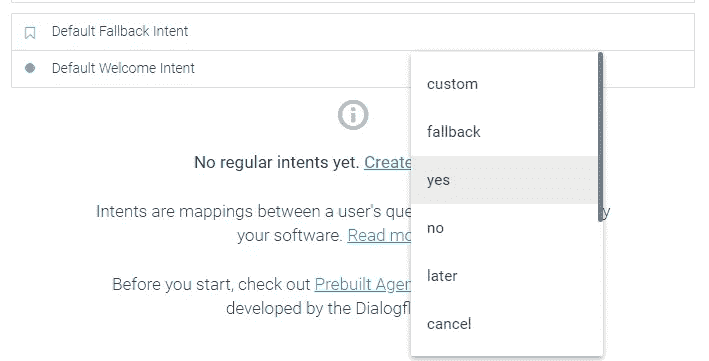 Default Fallback Intent
Default Welcome Intent
custom
fallback
yes
no
later
cancel
No regular intents yet. Create
Intents are mappings between a user's que
y
your software. Read mo
Before you start, check out Prebuilt Agen
developed by the Dialogfl